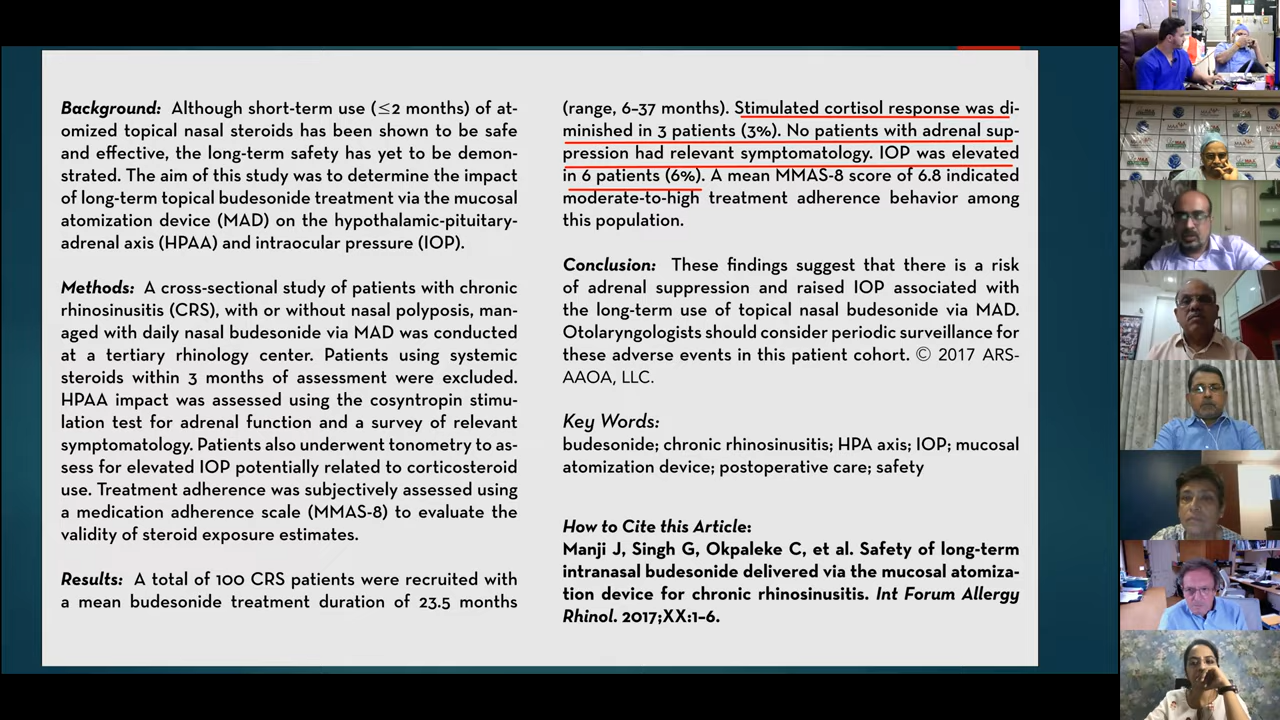 Background: Although short-term use (≤2 months) of at-
omized topical nasal steroids has been shown to be safe
and effective, the long-term safety has yet to be demon-
strated. The aim of this study was to determine the impact
of long-term topical budesonide treatment via the mucosal
atomization device (MAD) on the hypothalamic-pituitary-
adrenal axis (HPAA) and intraocular pressure (IOP).
Methods: A cross-sectional study of patients with chronic
rhinosinusitis (CRS), with or without nasal polyposis, man-
aged with daily nasal budesonide via MAD was conducted
at a tertiary rhinology center. Patients using systemic
steroids within 3 months of assessment were excluded.
HPAA impact was assessed using the cosyntropin stimu-
lation test for adrenal function and a survey of relevant
symptomatology. Patients also underwent tonometry to as-
sess for elevated IOP potentially related to corticosteroid
use. Treatment adherence was subjectively assessed using
a medication adherence scale (MMAS-8) to evaluate the
validity of steroid exposure estimates.
Results: A total of 100 CRS patients were recruited with
a mean budesonide treatment duration of 23.5 months
(range, 6–37 months). Stimulated cortisol response was di-
minished in 3 patients (3%). No patients with adrenal sup-
pression had relevant symptomatology. IOP was elevated
in 6 patients (6%). A mean MMAS-8 score of 6.8 indicated
moderate-to-high treatment adherence behavior among
this population.
Conclusion: These findings suggest that there is a risk
of adrenal suppression and raised IOP associated with
the long-term use of topical nasal budesonide via MAD.
Otolaryngologists should consider periodic surveillance for
these adverse events in this patient cohort. © 2017 ARS-
AAOA, LLC.
Key Words:
budesonide; chronic rhinosinusitis; HPA axis; IOP; mucosal
atomization device; postoperative care; safety
How to Cite this Article:
Manji J, Singh G, Okpaleke C, et al. Safety of long-term
intranasal budesonide delivered via the mucosal atomiza-
tion device for chronic rhinosinusitis. Int Forum Allergy
Rhinol. 2017;XX:1–6.